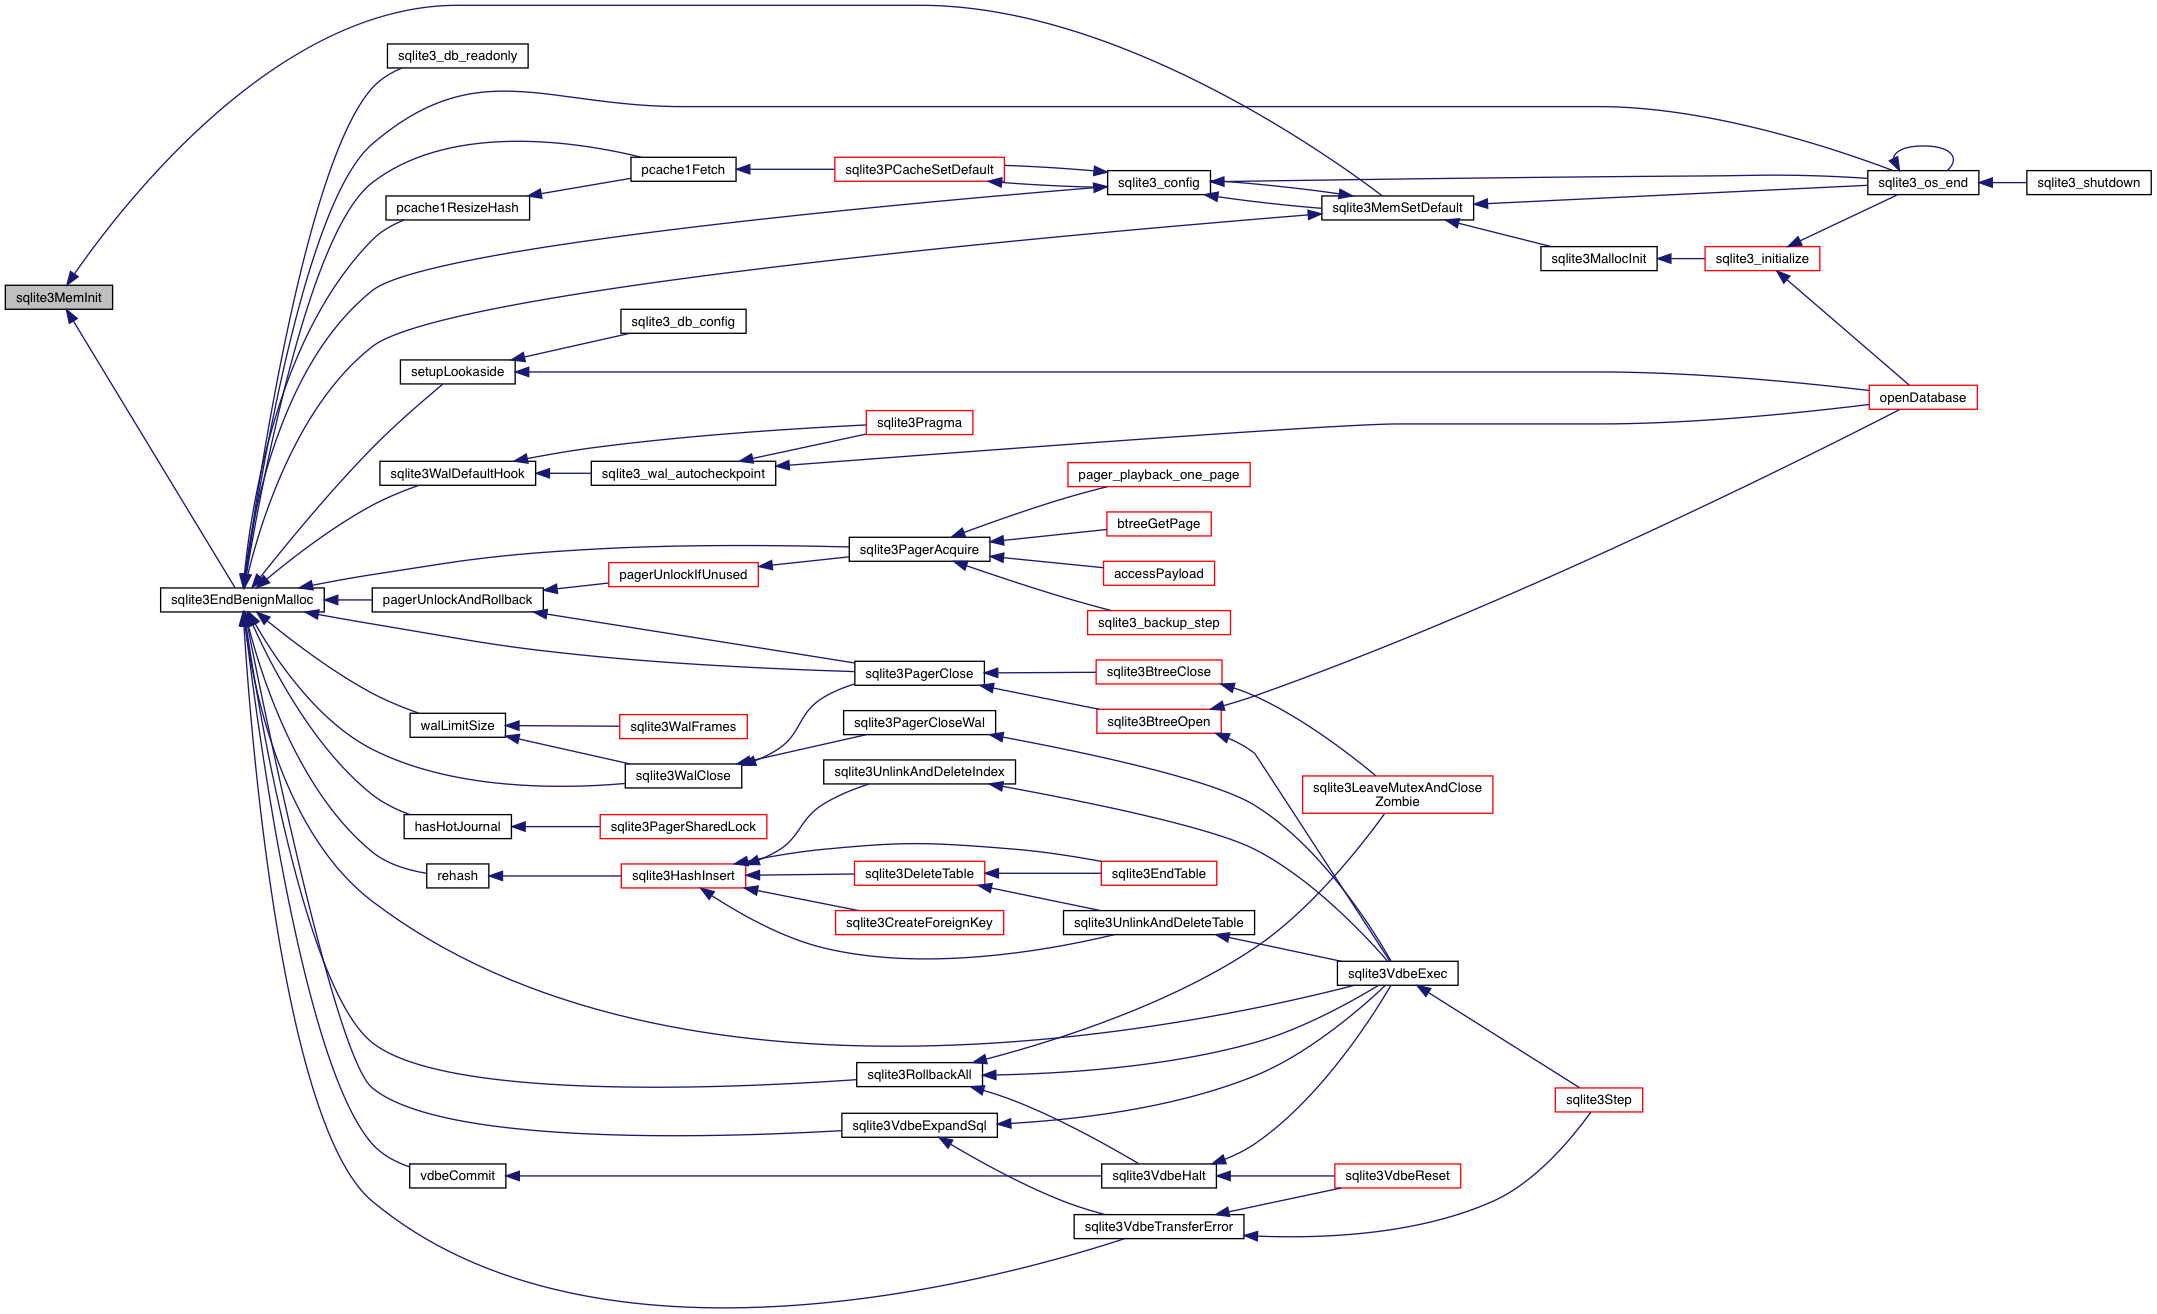 sqlite3_db_readonly
pcache1Fetch
sqlite3PCacheSetDefault
sqlite3_config
sqlite3_os_end
sqlite3_shutdown
pcache1ResizeHash
sqlite3MemSetDefault
sqlite3MallocInit
sqlite3_initialize
sqlite3MemInit
sqlite3_db_config
setupLookaside
openDatabase
sqlite3Pragma
sqlite3WalDefaultHook
sqlite3_wal_autocheckpoint
pager_playback_one_page
btreeGetPage
sqlite3PagerAcquire
pagerUnlockIfUnused
accessPayload
sqlite3EndBenignMalloc
pagerUnlockAndRollback
sqlite3_backup_step
sqlite3PagerClose
sqlite3BtreeClose
walLimitSize
sqlite3WalFrames
sqlite3PagerCloseWal
sqlite3BtreeOpen
sqlite3WalClose
sqlite3UnlinkAndDeleteIndex
sqlite3LeaveMutexAndClose
Zombie
hasHotJournal
sqlite3PagerSharedLock
rehash
sqlite3HashInsert
sqlite3DeleteTable
sqlite3EndTable
sqlite3CreateForeignKey
sqlite3UnlinkAndDeleteTable
sqlite3VdbeExec
sqlite3RollbackAll
sqlite3Step
sqlite3VdbeExpandSql
vdbeCommit
sqlite3VdbeHalt
sqlite3VdbeReset
sqlite3VdbeTransferError